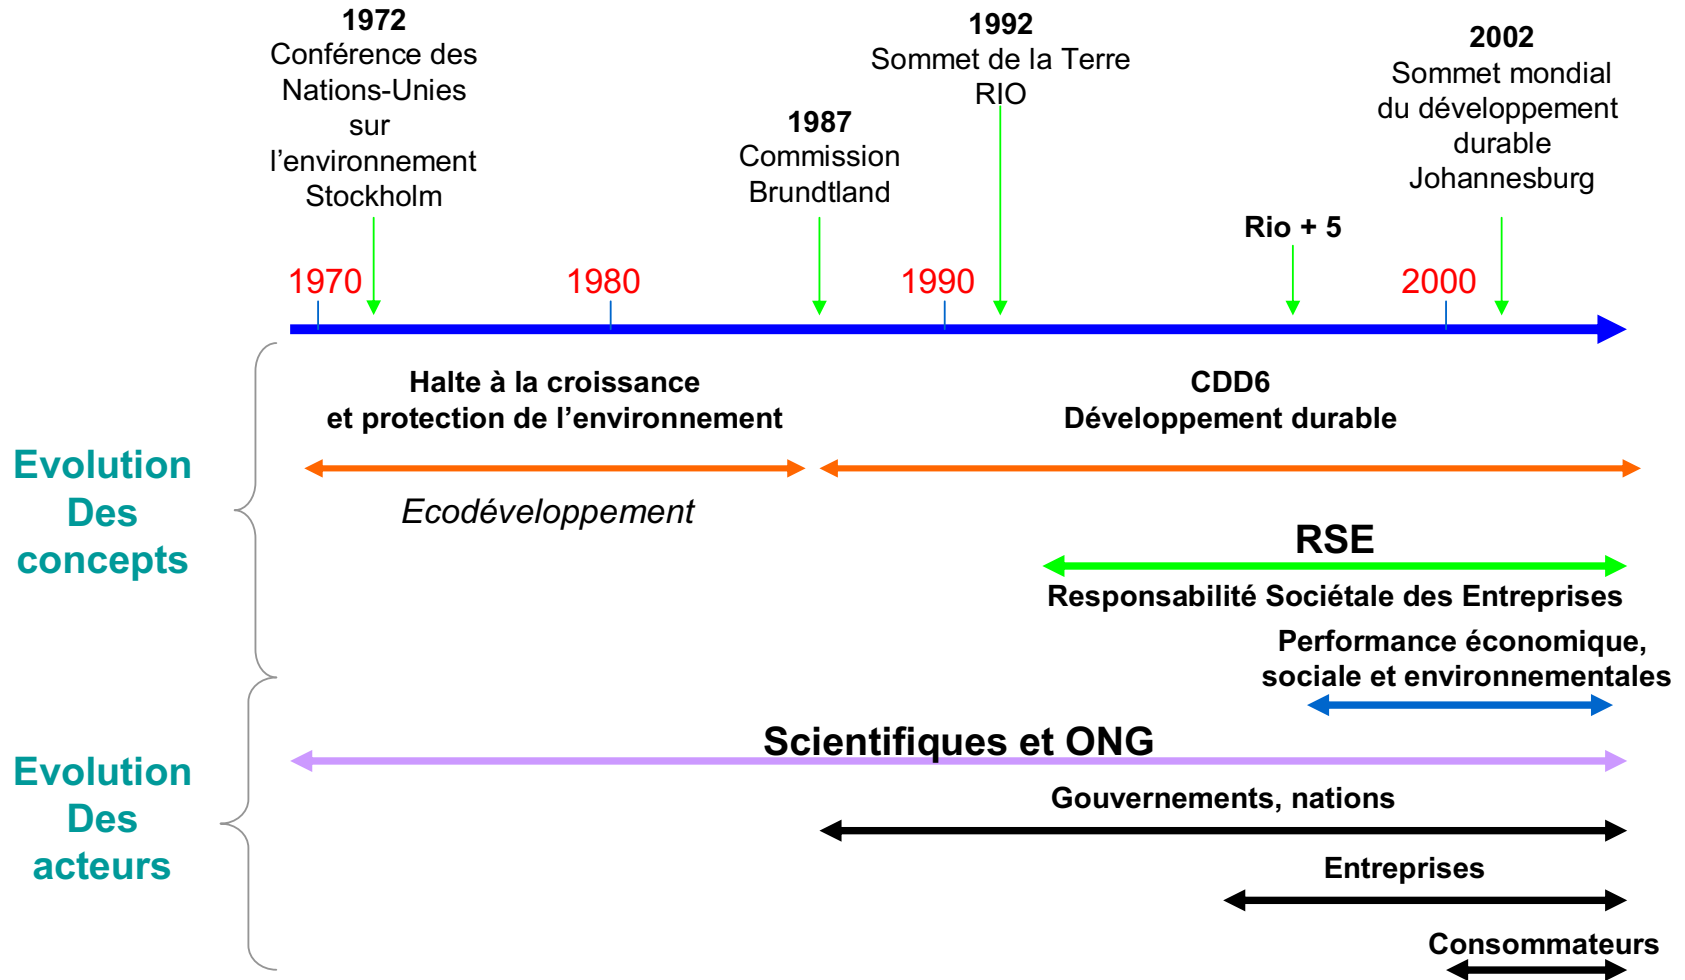 1972
Conférence des
Nations-Unies
sur
l'environnement
Stockholm
1987
Commission
Brundtland
1992
Sommet de la Terre
RIO
Rio + 5
2002
Sommet mondial
du développement
durable
Johannesburg
1970
1980
1990
2000
Evolution
Des
concepts
Halte à la croissance
et protection de l'environnement
Ecodéveloppement
CDD6
Développement durable
RSE
Responsabilité Sociétale des Entreprises
Performance économique,
sociale et environnementales
Evolution
Des
acteurs
Scientifiques et ONG
Gouvernements, nations
Entreprises
Consommateurs